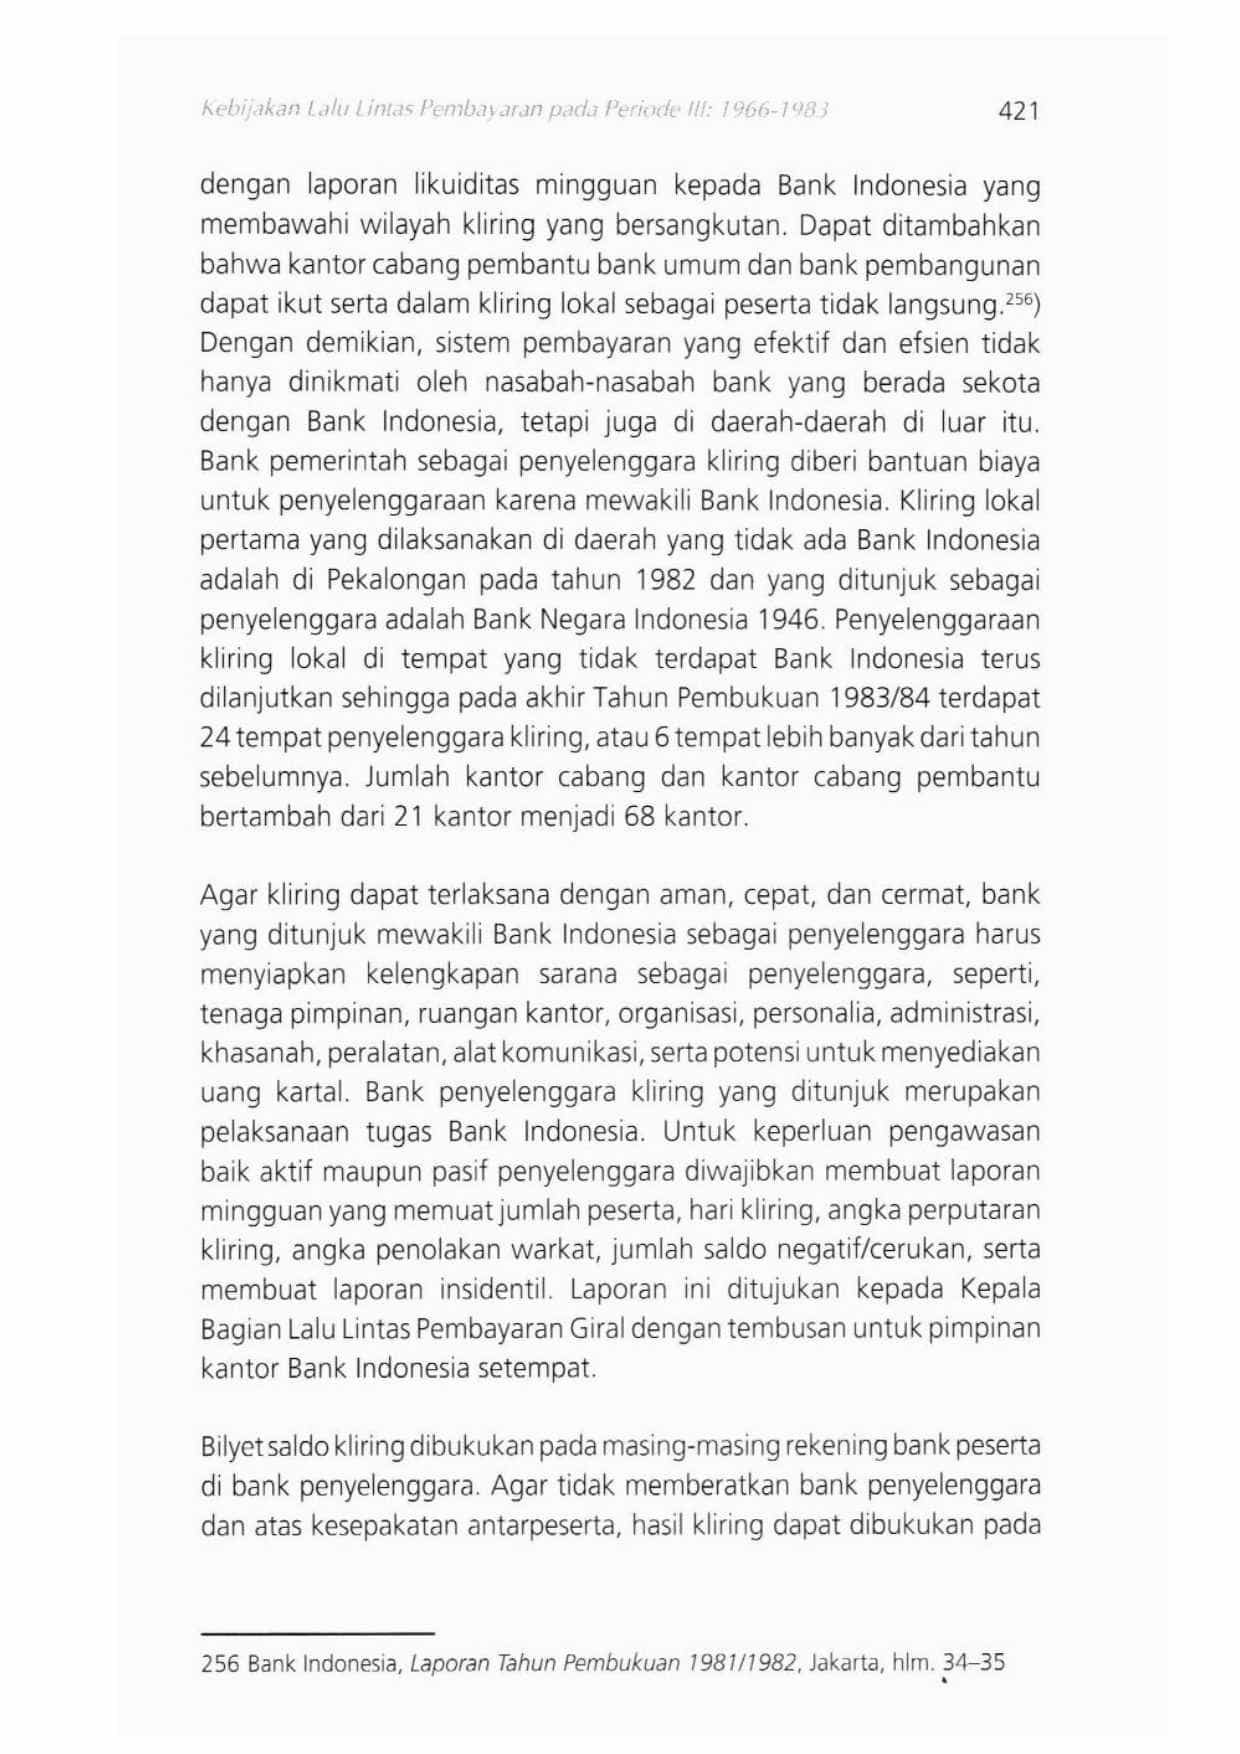 Kebijakan Lalu Lintas Pembayaran pada Periode III: 1966-1983 421
dengan laporan likuiditas mingguan kepada Bank Indonesia yang
membawahi wilayah kliring yang bersangkutan. Dapat ditambahkan
bahwa kantor cabang pembantu bank umum dan bank pembangunan
dapat ikut serta dalam kliring lokal sebagai peserta tidak langsung.256)
Dengan demikian, sistem pembayaran yang efektif dan efsien tidak
hanya dinikmati oleh nasabah-nasabah bank yang berada sekota
dengan Bank Indonesia, tetapi juga di daerah-daerah di luar itu.
Bank pemerintah sebagai penyelenggara kliring diberi bantuan biaya
untuk penyelenggaraan karena mewakili Bank Indonesia. Kliring lokal
pertama yang dilaksanakan di daerah yang tidak ada Bank Indonesia
adalah di Pekalongan pada tahun 1982 dan yang ditunjuk sebagai
penyelenggara adalah Bank Negara Indonesia 1946. Penyelenggaraan
kliring lokal di tempat yang tidak terdapat Bank Indonesia terus
dilanjutkan sehingga pada akhir Tahun Pembukuan 1983/84 terdapat
24 tempat penyelenggara kliring, atau 6 tempat lebih banyak dari tahun
sebelumnya. Jumlah kantor cabang dan kantor cabang pembantu
bertambah dari 21 kantor menjadi 68 kantor.
Agar kliring dapat terlaksana dengan aman, cepat, dan cermat, bank
yang ditunjuk mewakili Bank Indonesia sebagai penyelenggara harus
menyiapkan kelengkapan sarana sebagai penyelenggara, seperti,
tenaga pimpinan, ruangan kantor, organisasi, personalia, administrasi,
khasanah, peralatan, alat komunikasi, serta potensi untuk menyediakan
uang kartal. Bank penyelenggara kliring yang ditunjuk merupakan
pelaksanaan tugas Bank Indonesia. Untuk keperluan pengawasan
baik aktif maupun pasif penyelenggara diwajibkan membuat laporan
mingguan yang memuat jumlah peserta, hari kliring, angka perputaran
kliring, angka penolakan warkat, jumlah saldo negatif/cerukan, serta
membuat laporan insidentil. Laporan ini ditujukan kepada Kepala
Bagian Lalu Lintas Pembayaran Giral dengan tembusan untuk pimpinan
kantor Bank Indonesia setempat.
Bilyet saldo kliring dibukukan pada masing-masing rekening bank peserta
di bank penyelenggara. Agar tidak memberatkan bank penyelenggara
dan atas kesepakatan antarpeserta, hasil kliring dapat dibukukan pada
256 Bank Indonesia, Laporan Tahun Pembukuan 1981/1982, Jakarta, hlm. 34–35